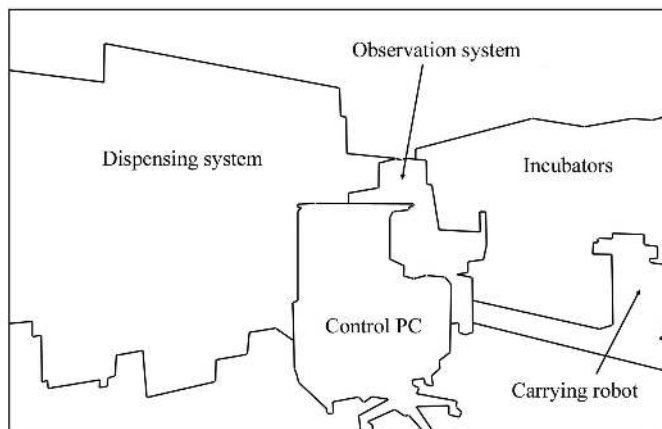 Observation system
Dispensing system
Incubators
Control PC
Carrying robot